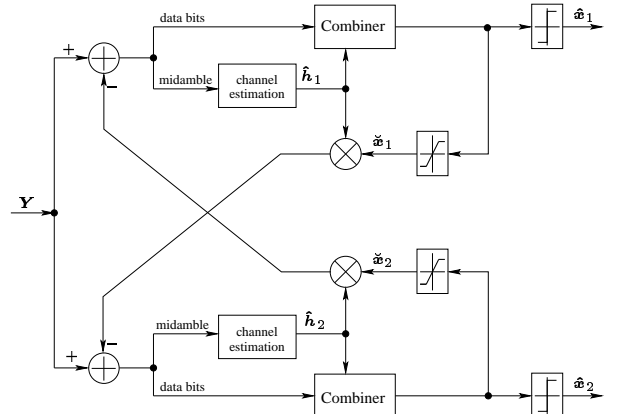 data bits
Combiner
x̂₁
+
−
midamble
channel
estimation
ĥ₁
x̆₁
Y
x̆₂
−
midamble
channel
estimation
ĥ₂
+
data bits
Combiner
x̂₂